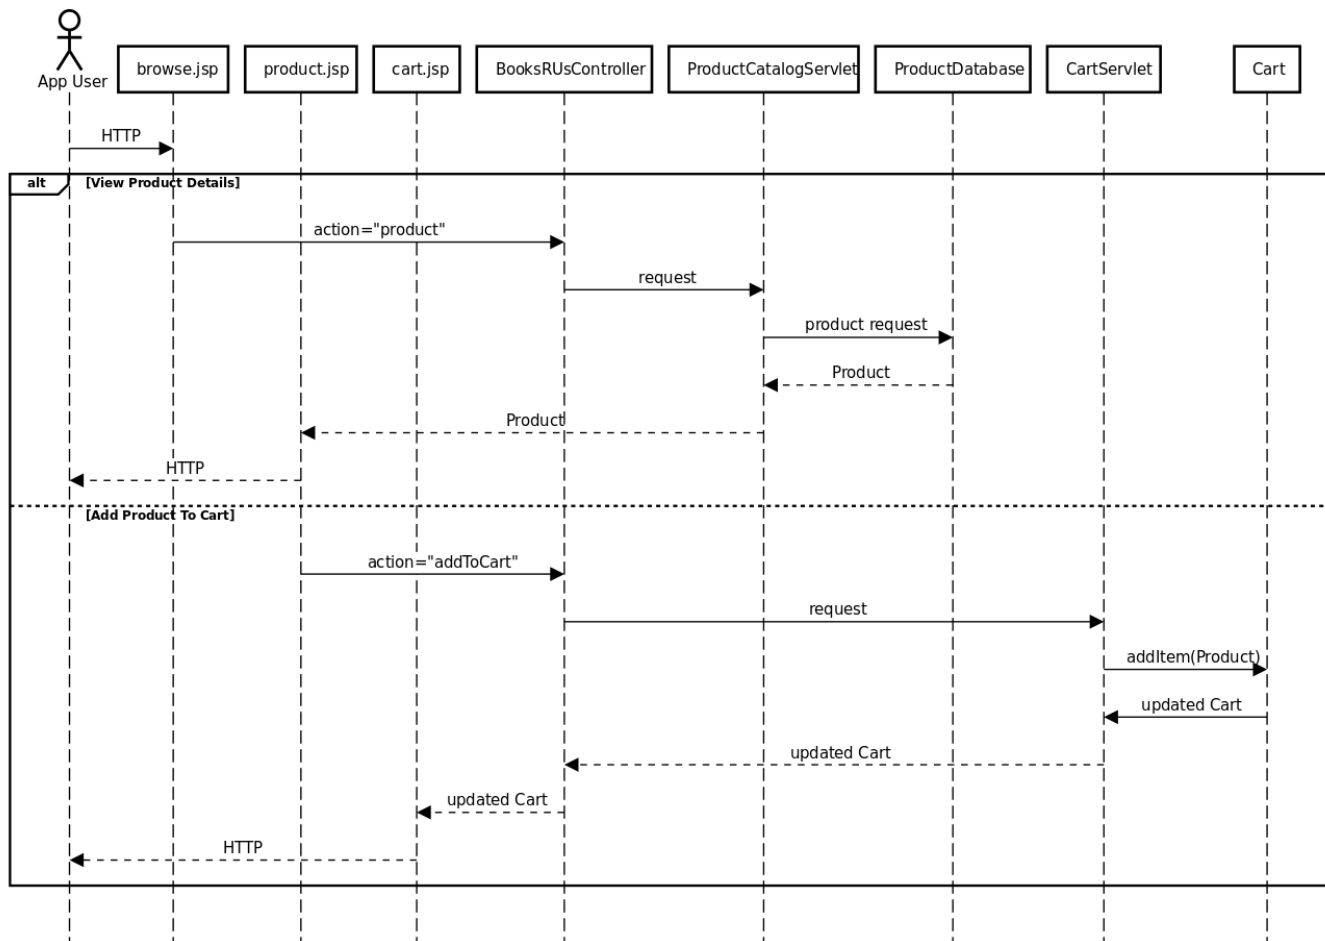 App User
browse.jsp
product.jsp
cart.jsp
BooksRUsController
ProductCatalogServlet
ProductDatabase
CartServlet
Cart
HTTP
alt
[View Product Details]
action="product"
request
product request
Product
Product
HTTP
[Add Product To Cart]
action="addToCart"
request
addItem(Product)
updated Cart
updated Cart
updated Cart
HTTP